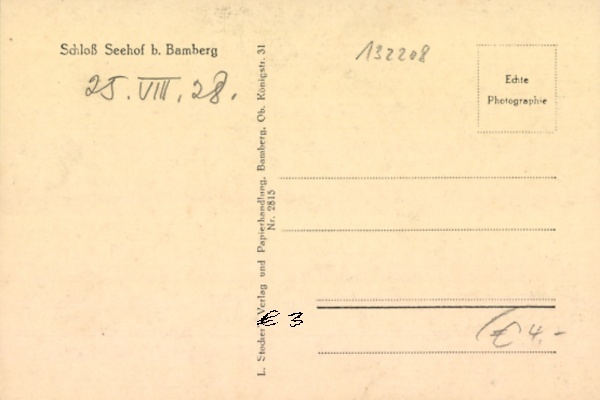 Schloß Seehof b. Bamberg
25. VIII. 28.
L. Stocker, Verlag und Papierhandlung, Bamberg, Ob. Königstr. 31
Nr. 2815
132208
Echte
Photographie
€ 3
€ 4.-